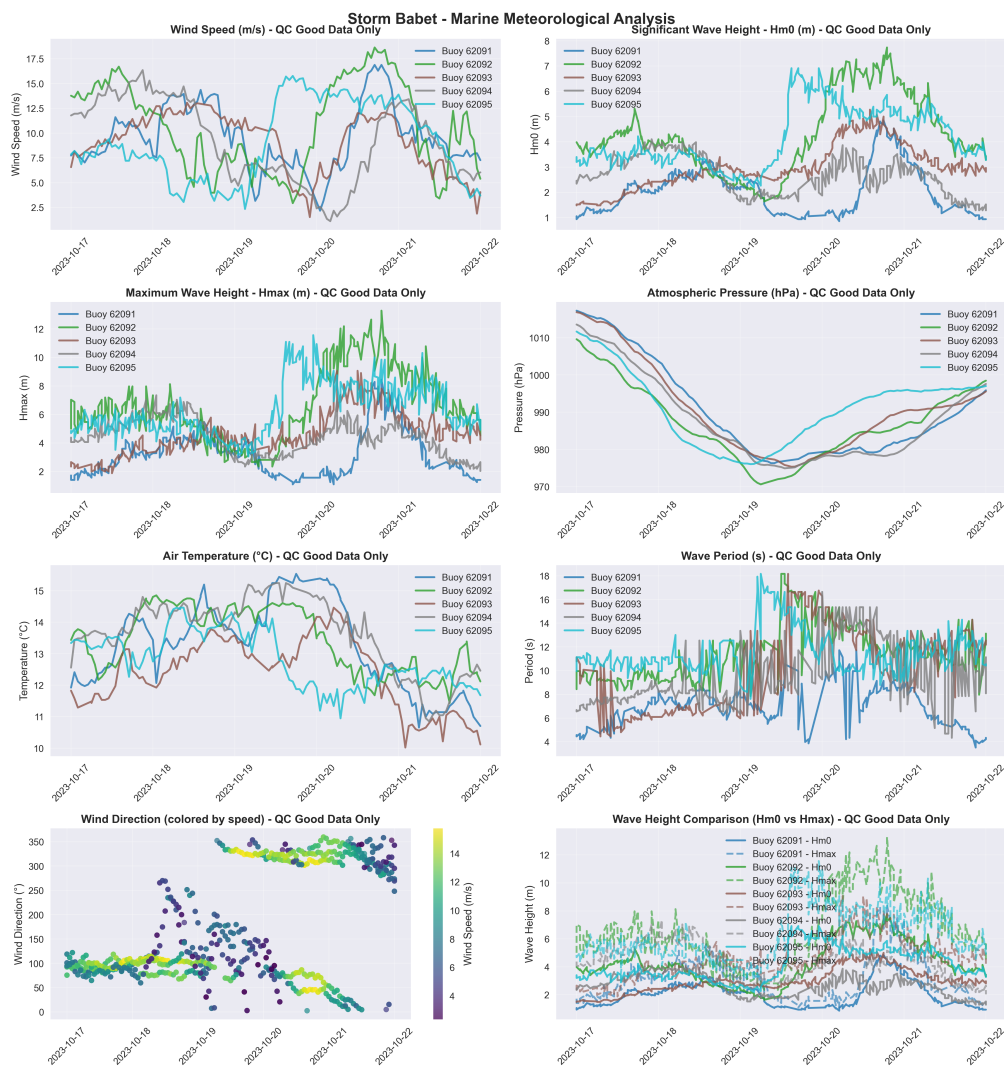 Storm Babet - Marine Meteorological Analysis
Wind Speed (m/s) - QC Good Data Only
Wind Speed (m/s)
17.5
15.0
12.5
10.0
7.5
5.0
2.5
Buoy 62091
Buoy 62092
Buoy 62093
Buoy 62094
Buoy 62095
2023-10-17
2023-10-18
2023-10-19
2023-10-20
2023-10-21
2023-10-22
Significant Wave Height - Hm0 (m) - QC Good Data Only
Hm0 (m)
8
7
6
5
4
3
2
1
Buoy 62091
Buoy 62092
Buoy 62093
Buoy 62094
Buoy 62095
2023-10-17
2023-10-18
2023-10-19
2023-10-20
2023-10-21
2023-10-22
Maximum Wave Height - Hmax (m) - QC Good Data Only
Hmax (m)
12
10
8
6
4
2
Buoy 62091
Buoy 62092
Buoy 62093
Buoy 62094
Buoy 62095
2023-10-17
2023-10-18
2023-10-19
2023-10-20
2023-10-21
2023-10-22
Atmospheric Pressure (hPa) - QC Good Data Only
Pressure (hPa)
1010
1000
990
980
970
Buoy 62091
Buoy 62092
Buoy 62093
Buoy 62094
Buoy 62095
2023-10-17
2023-10-18
2023-10-19
2023-10-20
2023-10-21
2023-10-22
Air Temperature (°C) - QC Good Data Only
Temperature (°C)
15
14
13
12
11
10
Buoy 62091
Buoy 62092
Buoy 62093
Buoy 62094
Buoy 62095
2023-10-17
2023-10-18
2023-10-19
2023-10-20
2023-10-21
2023-10-22
Wave Period (s) - QC Good Data Only
Period (s)
18
16
14
12
10
8
6
4
Buoy 62091
Buoy 62092
Buoy 62093
Buoy 62094
Buoy 62095
2023-10-17
2023-10-18
2023-10-19
2023-10-20
2023-10-21
2023-10-22
Wind Direction (colored by speed) - QC Good Data Only
Wind Direction (°)
350
300
250
200
150
100
50
0
2023-10-17
2023-10-18
2023-10-19
2023-10-20
2023-10-21
2023-10-22
14
12
10
8
6
4
Wind Speed (m/s)
Wave Height Comparison (Hm0 vs Hmax) - QC Good Data Only
Wave Height (m)
12
10
8
6
4
2
Buoy 62091 - Hm0
Buoy 62091 - Hmax
Buoy 62092 - Hm0
Buoy 62092 - Hmax
Buoy 62093 - Hm0
Buoy 62093 - Hmax
Buoy 62094 - Hm0
Buoy 62094 - Hmax
Buoy 62095 - Hm0
Buoy 62095 - Hmax
2023-10-17
2023-10-18
2023-10-19
2023-10-20
2023-10-21
2023-10-22